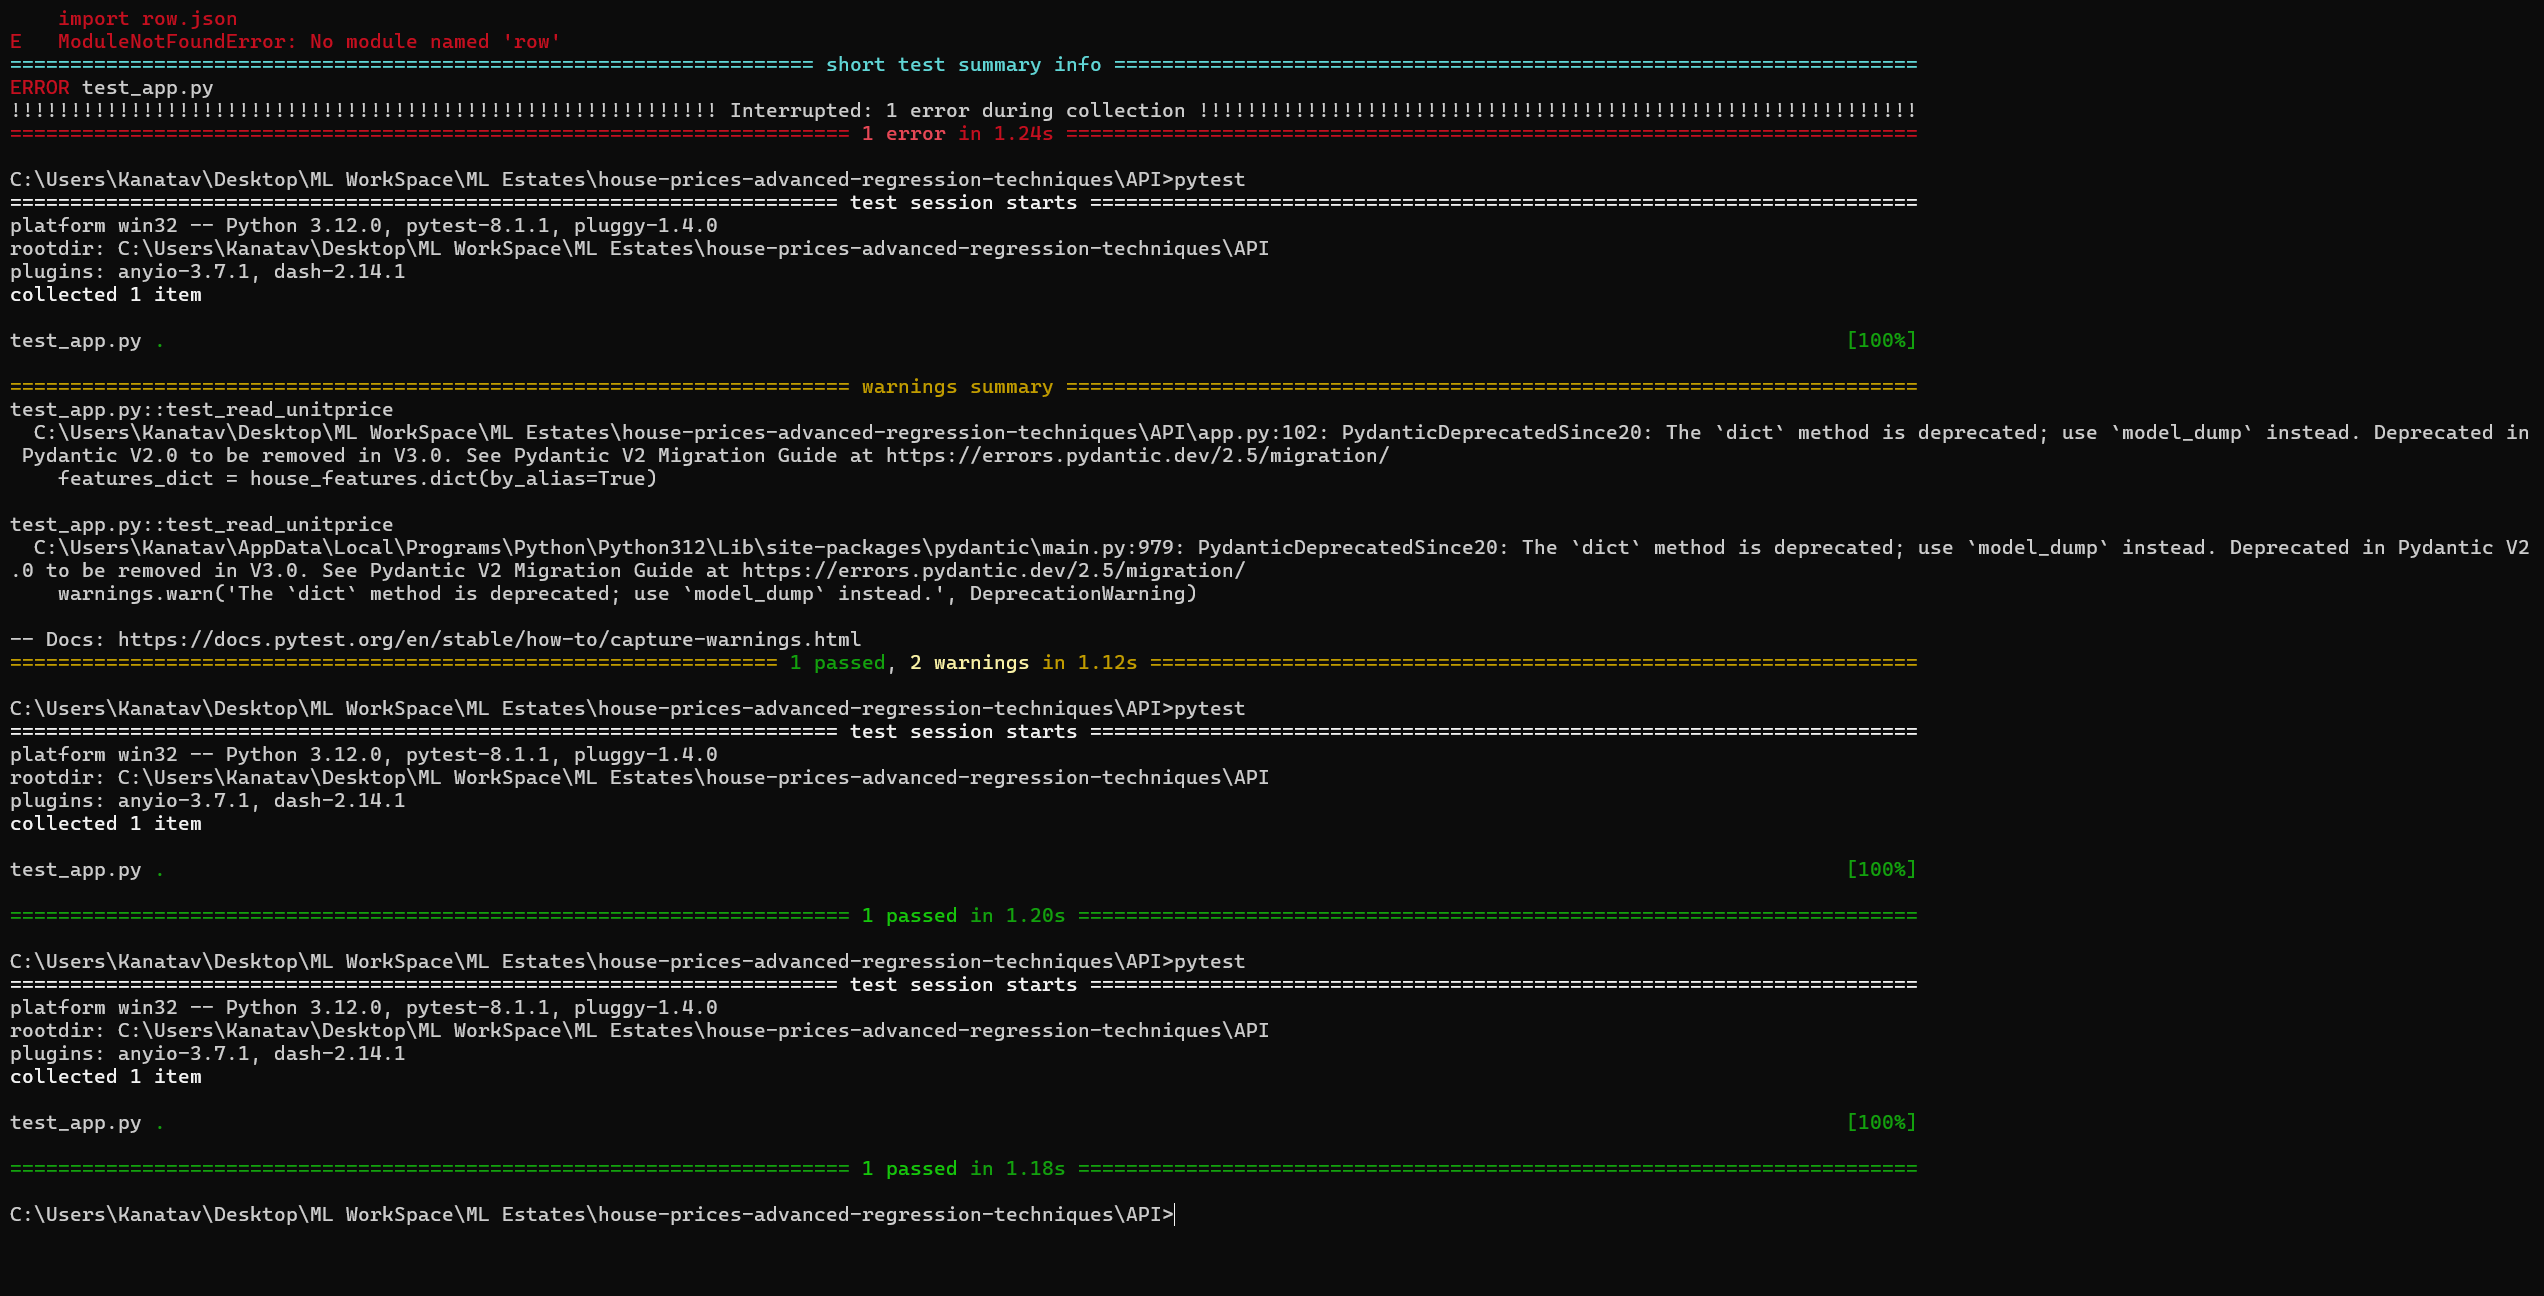 import row.json
E   ModuleNotFoundError: No module named 'row'
=================================================================== short test summary info ===================================================================
ERROR test_app.py
!!!!!!!!!!!!!!!!!!!!!!!!!!!!!!!!!!!!!!!!!!!!!!!!!!!!!!!!!!! Interrupted: 1 error during collection !!!!!!!!!!!!!!!!!!!!!!!!!!!!!!!!!!!!!!!!!!!!!!!!!!!!!!!!!!!!
====================================================================== 1 error in 1.24s =======================================================================
C:\Users\Kanatav\Desktop\ML WorkSpace\ML Estates\house-prices-advanced-regression-techniques\API>pytest
===================================================================== test session starts =====================================================================
platform win32 -- Python 3.12.0, pytest-8.1.1, pluggy-1.4.0
rootdir: C:\Users\Kanatav\Desktop\ML WorkSpace\ML Estates\house-prices-advanced-regression-techniques\API
plugins: anyio-3.7.1, dash-2.14.1
collected 1 item
test_app.py . [100%]
====================================================================== warnings summary =======================================================================
test_app.py::test_read_unitprice
C:\Users\Kanatav\Desktop\ML WorkSpace\ML Estates\house-prices-advanced-regression-techniques\API\app.py:102: PydanticDeprecatedSince20: The `dict` method is deprecated; use `model_dump` instead. Deprecated in
Pydantic V2.0 to be removed in V3.0. See Pydantic V2 Migration Guide at https://errors.pydantic.dev/2.5/migration/
features_dict = house_features.dict(by_alias=True)
test_app.py::test_read_unitprice
C:\Users\Kanatav\AppData\Local\Programs\Python\Python312\Lib\site-packages\pydantic\main.py:979: PydanticDeprecatedSince20: The `dict` method is deprecated; use `model_dump` instead. Deprecated in Pydantic V2
.0 to be removed in V3.0. See Pydantic V2 Migration Guide at https://errors.pydantic.dev/2.5/migration/
warnings.warn('The `dict` method is deprecated; use `model_dump` instead.', DeprecationWarning)
-- Docs: https://docs.pytest.org/en/stable/how-to/capture-warnings.html
================================================================ 1 passed, 2 warnings in 1.12s ================================================================
C:\Users\Kanatav\Desktop\ML WorkSpace\ML Estates\house-prices-advanced-regression-techniques\API>pytest
===================================================================== test session starts =====================================================================
platform win32 -- Python 3.12.0, pytest-8.1.1, pluggy-1.4.0
rootdir: C:\Users\Kanatav\Desktop\ML WorkSpace\ML Estates\house-prices-advanced-regression-techniques\API
plugins: anyio-3.7.1, dash-2.14.1
collected 1 item
test_app.py . [100%]
====================================================================== 1 passed in 1.20s ======================================================================
C:\Users\Kanatav\Desktop\ML WorkSpace\ML Estates\house-prices-advanced-regression-techniques\API>pytest
===================================================================== test session starts =====================================================================
platform win32 -- Python 3.12.0, pytest-8.1.1, pluggy-1.4.0
rootdir: C:\Users\Kanatav\Desktop\ML WorkSpace\ML Estates\house-prices-advanced-regression-techniques\API
plugins: anyio-3.7.1, dash-2.14.1
collected 1 item
test_app.py . [100%]
====================================================================== 1 passed in 1.18s ======================================================================
C:\Users\Kanatav\Desktop\ML WorkSpace\ML Estates\house-prices-advanced-regression-techniques\API>